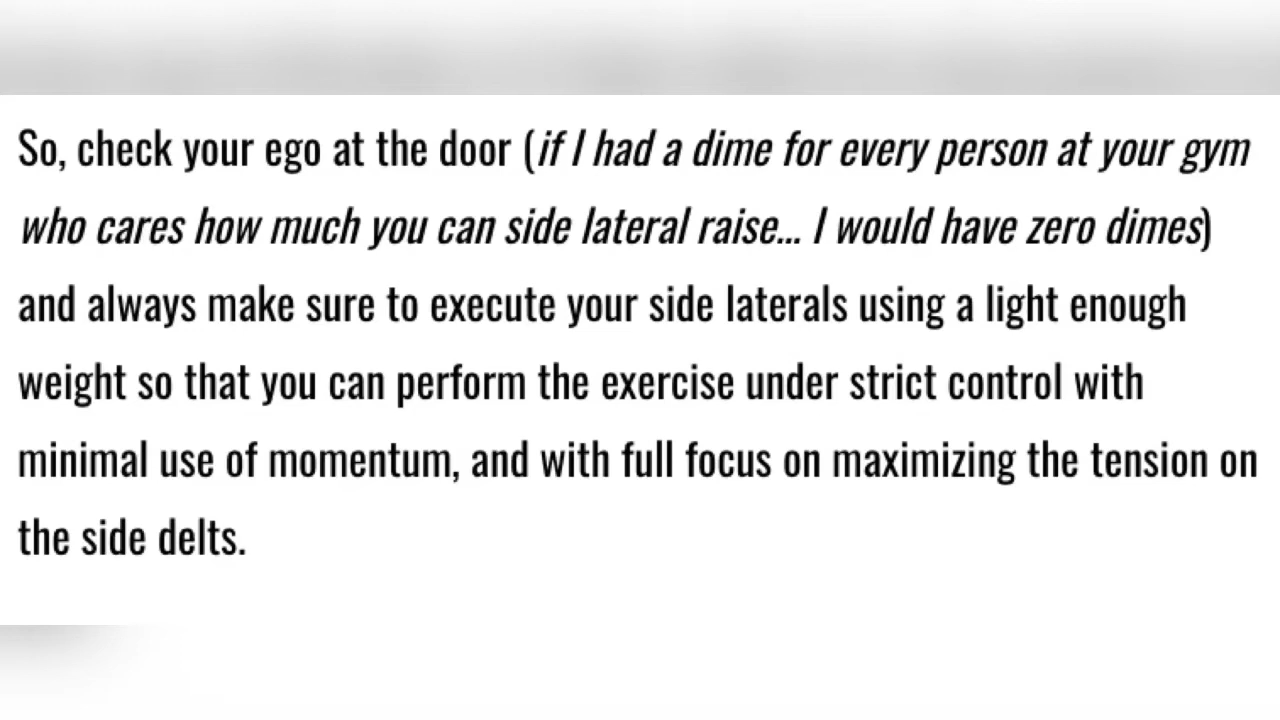 So, check your ego at the door (if I had a dime for every person at your gym
who cares how much you can side lateral raise... I would have zero dimes)
and always make sure to execute your side laterals using a light enough
weight so that you can perform the exercise under strict control with
minimal use of momentum, and with full focus on maximizing the tension on
the side delts.